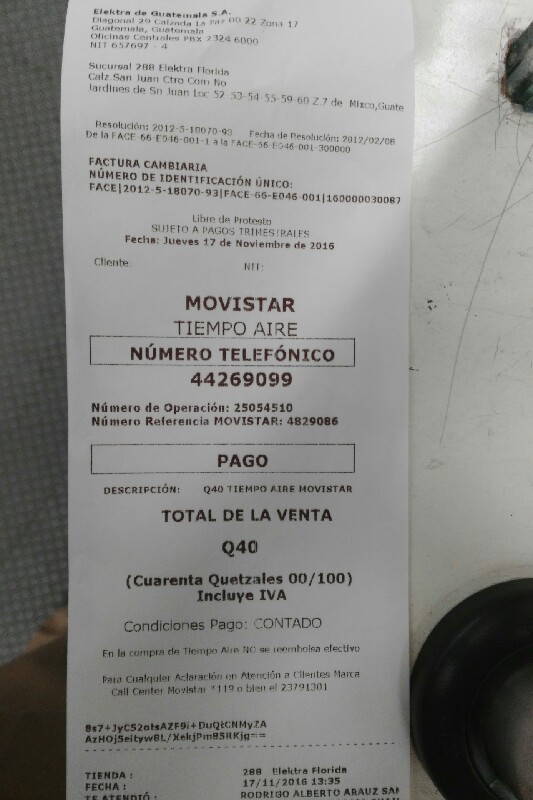 Elektra de Guatemala S.A.
Diagonal 29 Calzada La Paz 00 22 Zona 17
Guatemala, Guatemala
Oficinas Centrales PBX 2324 6000
NIT 657697 - 4
Sucursal 288 Elektra Florida
Calz San Juan Ctro Com No
Jardines de Sn Juan Loc 52-53-54-55-59-60 Z.7 de Mixco,Guate
Resolución: 2012-5-18070-93 Fecha de Resolución: 2012/02/08
De la FACE-66-E046-001-1 a la FACE-66-E046-001-300000
FACTURA CAMBIARIA
NÚMERO DE IDENTIFICACIÓN ÚNICO:
FACE|2012-5-18070-93|FACE-66-E046-001|160000030087
Libre de Protesto
SUJETO A PAGOS TRIMESTRALES
Fecha: Jueves 17 de Noviembre de 2016
Cliente: NIT:
MOVISTAR
TIEMPO AIRE
NÚMERO TELEFÓNICO
44269099
Número de Operación: 25054510
Número Referencia MOVISTAR: 4829086
PAGO
DESCRIPCIÓN: Q40 TIEMPO AIRE MOVISTAR
TOTAL DE LA VENTA
Q40
(Cuarenta Quetzales 00/100)
Incluye IVA
Condiciones Pago: CONTADO
En la compra de Tiempo Aire NO se reembolsa efectivo
Para Cualquier Aclaración en Atención a Clientes Marca
Call Center Movistar *119 o bien el 23791301
8s7+JyC52otsAZF9i+DuQtCNMyZA
AzHOj5eitywBL/XekjPm85HKjg==
TIENDA : 288 Elektra Florida
FECHA : 17/11/2016 13:35
TE ATENDIÓ : RODRIGO ALBERTO ARAUZ SAN